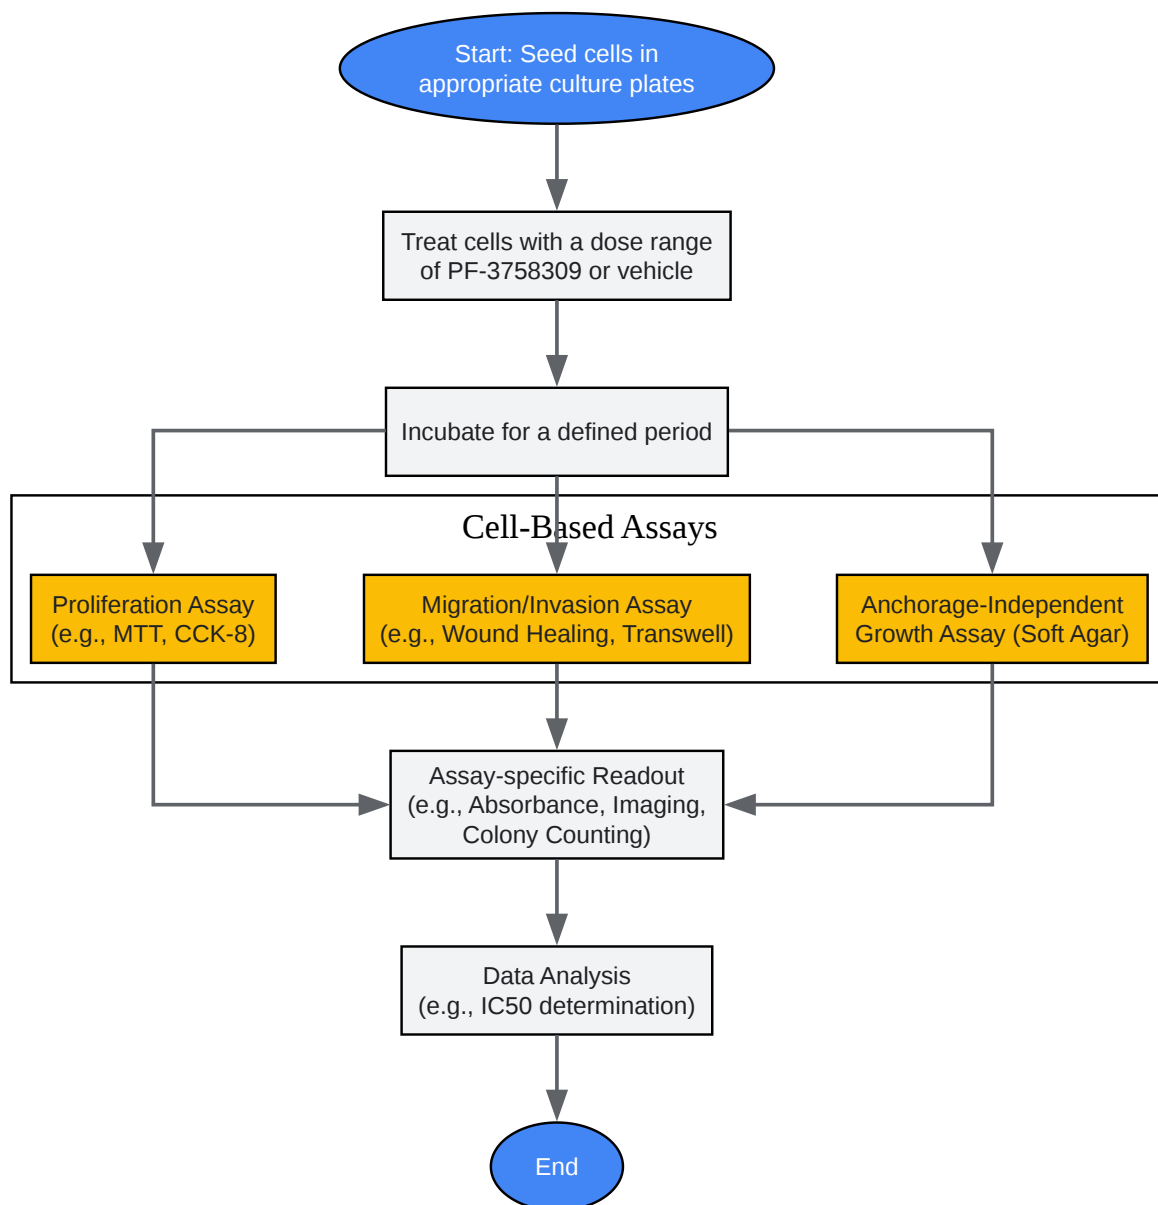 Start: Seed cells in
appropriate culture plates
Treat cells with a dose range
of PF-3758309 or vehicle
Incubate for a defined period
Cell-Based Assays
Proliferation Assay
(e.g., MTT, CCK-8)
Migration/Invasion Assay
(e.g., Wound Healing, Transwell)
Anchorage-Independent
Growth Assay (Soft Agar)
Assay-specific Readout
(e.g., Absorbance, Imaging,
Colony Counting)
Data Analysis
(e.g., IC50 determination)
End